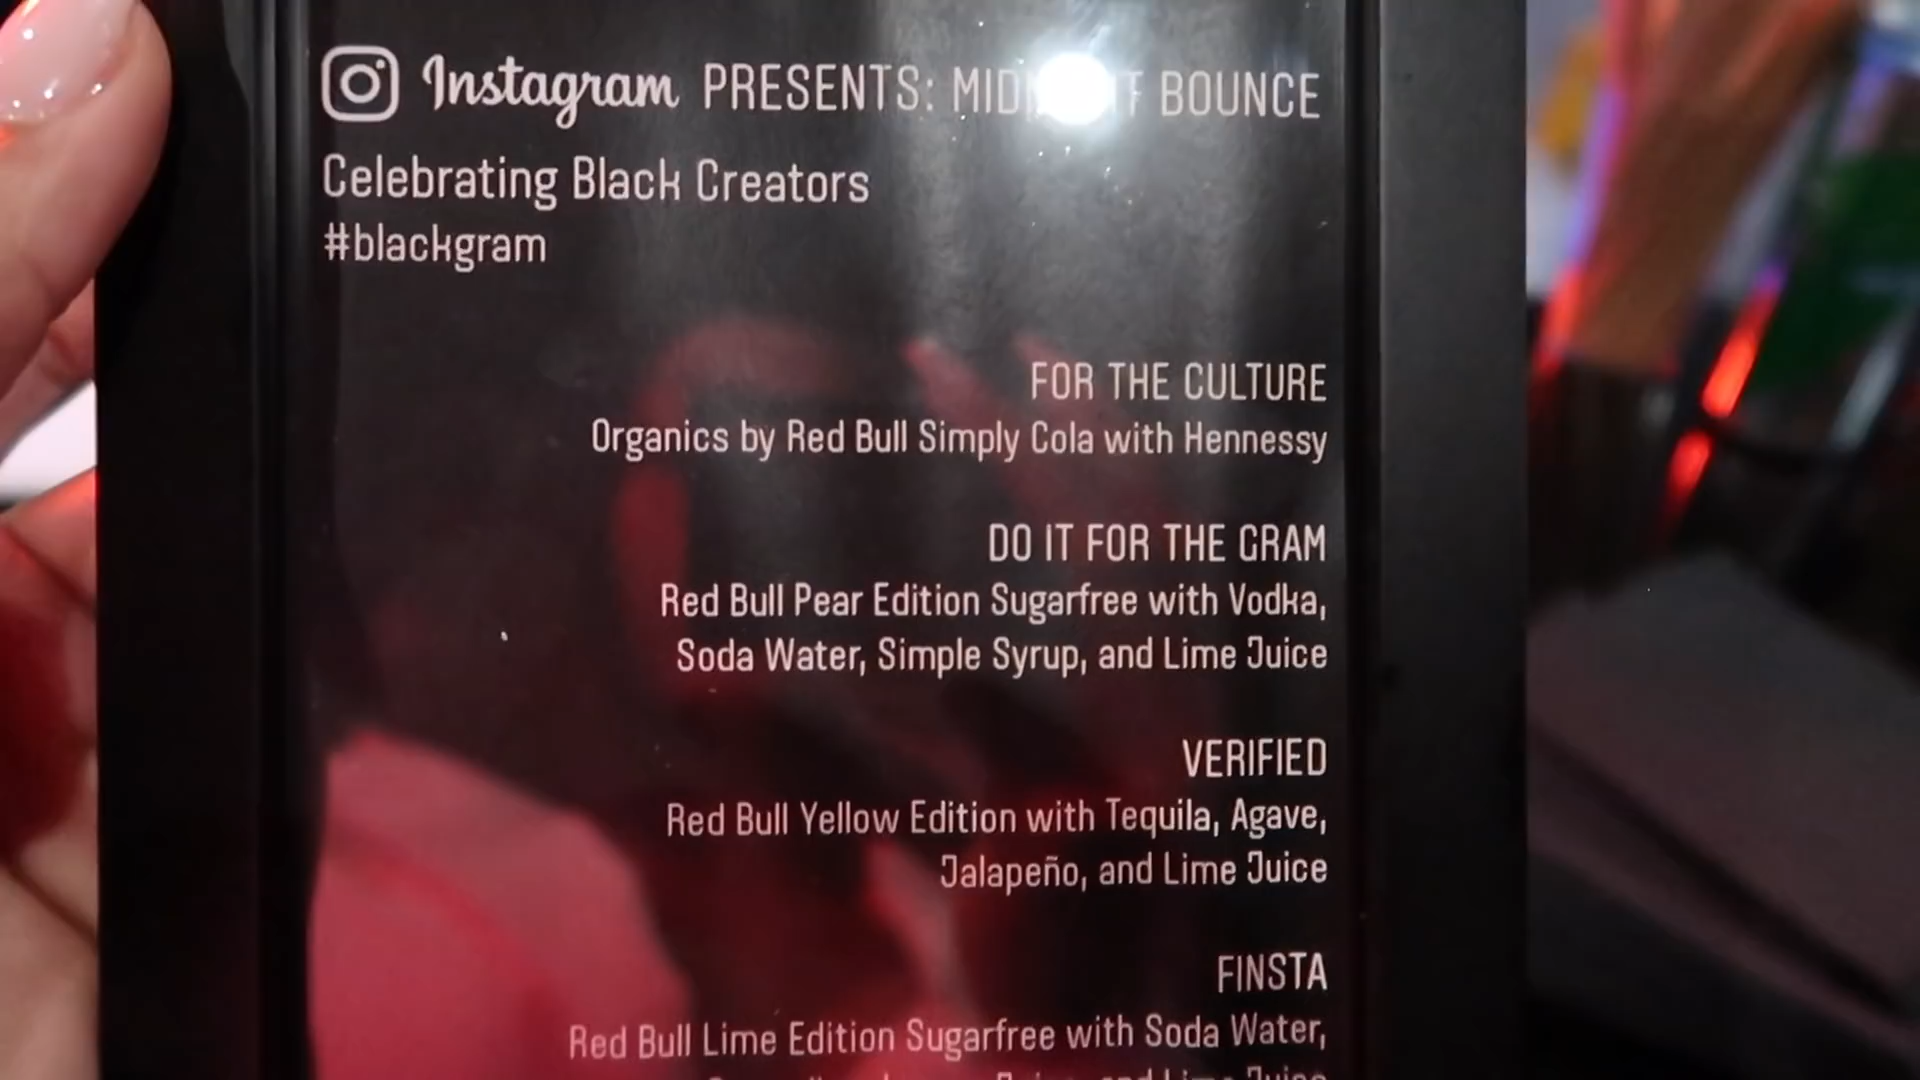 Instagram PRESENTS: BOUNCE
Celebrating Black Creators
#blackgram
FOR THE CULTURE
Organics by Red Bull Simply Cola with Hennessy
DO IT FOR THE GRAM
Red Bull Pear Edition Sugarfree with Vodka,
Soda Water, Simple Syrup, and Lime Juice
VERIFIED
Red Bull Yellow Edition with Tequila, Agave,
Jalapeño, and Lime Juice
FINSTA
Red Bull Lime Edition Sugarfree with Soda Water,
and Lime Juice